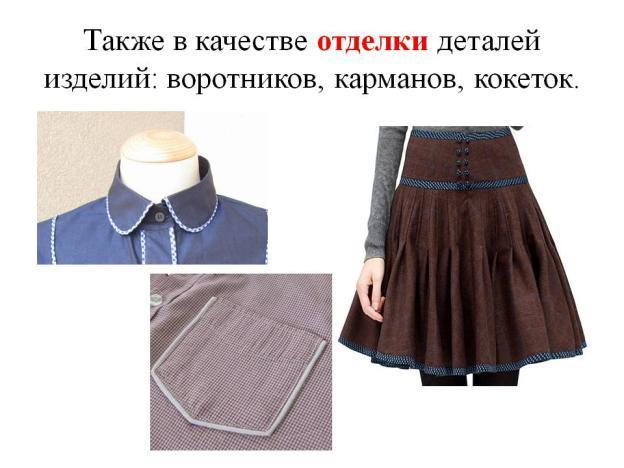 Также в качестве отделки деталей
изделий: воротников, карманов, кокеток.